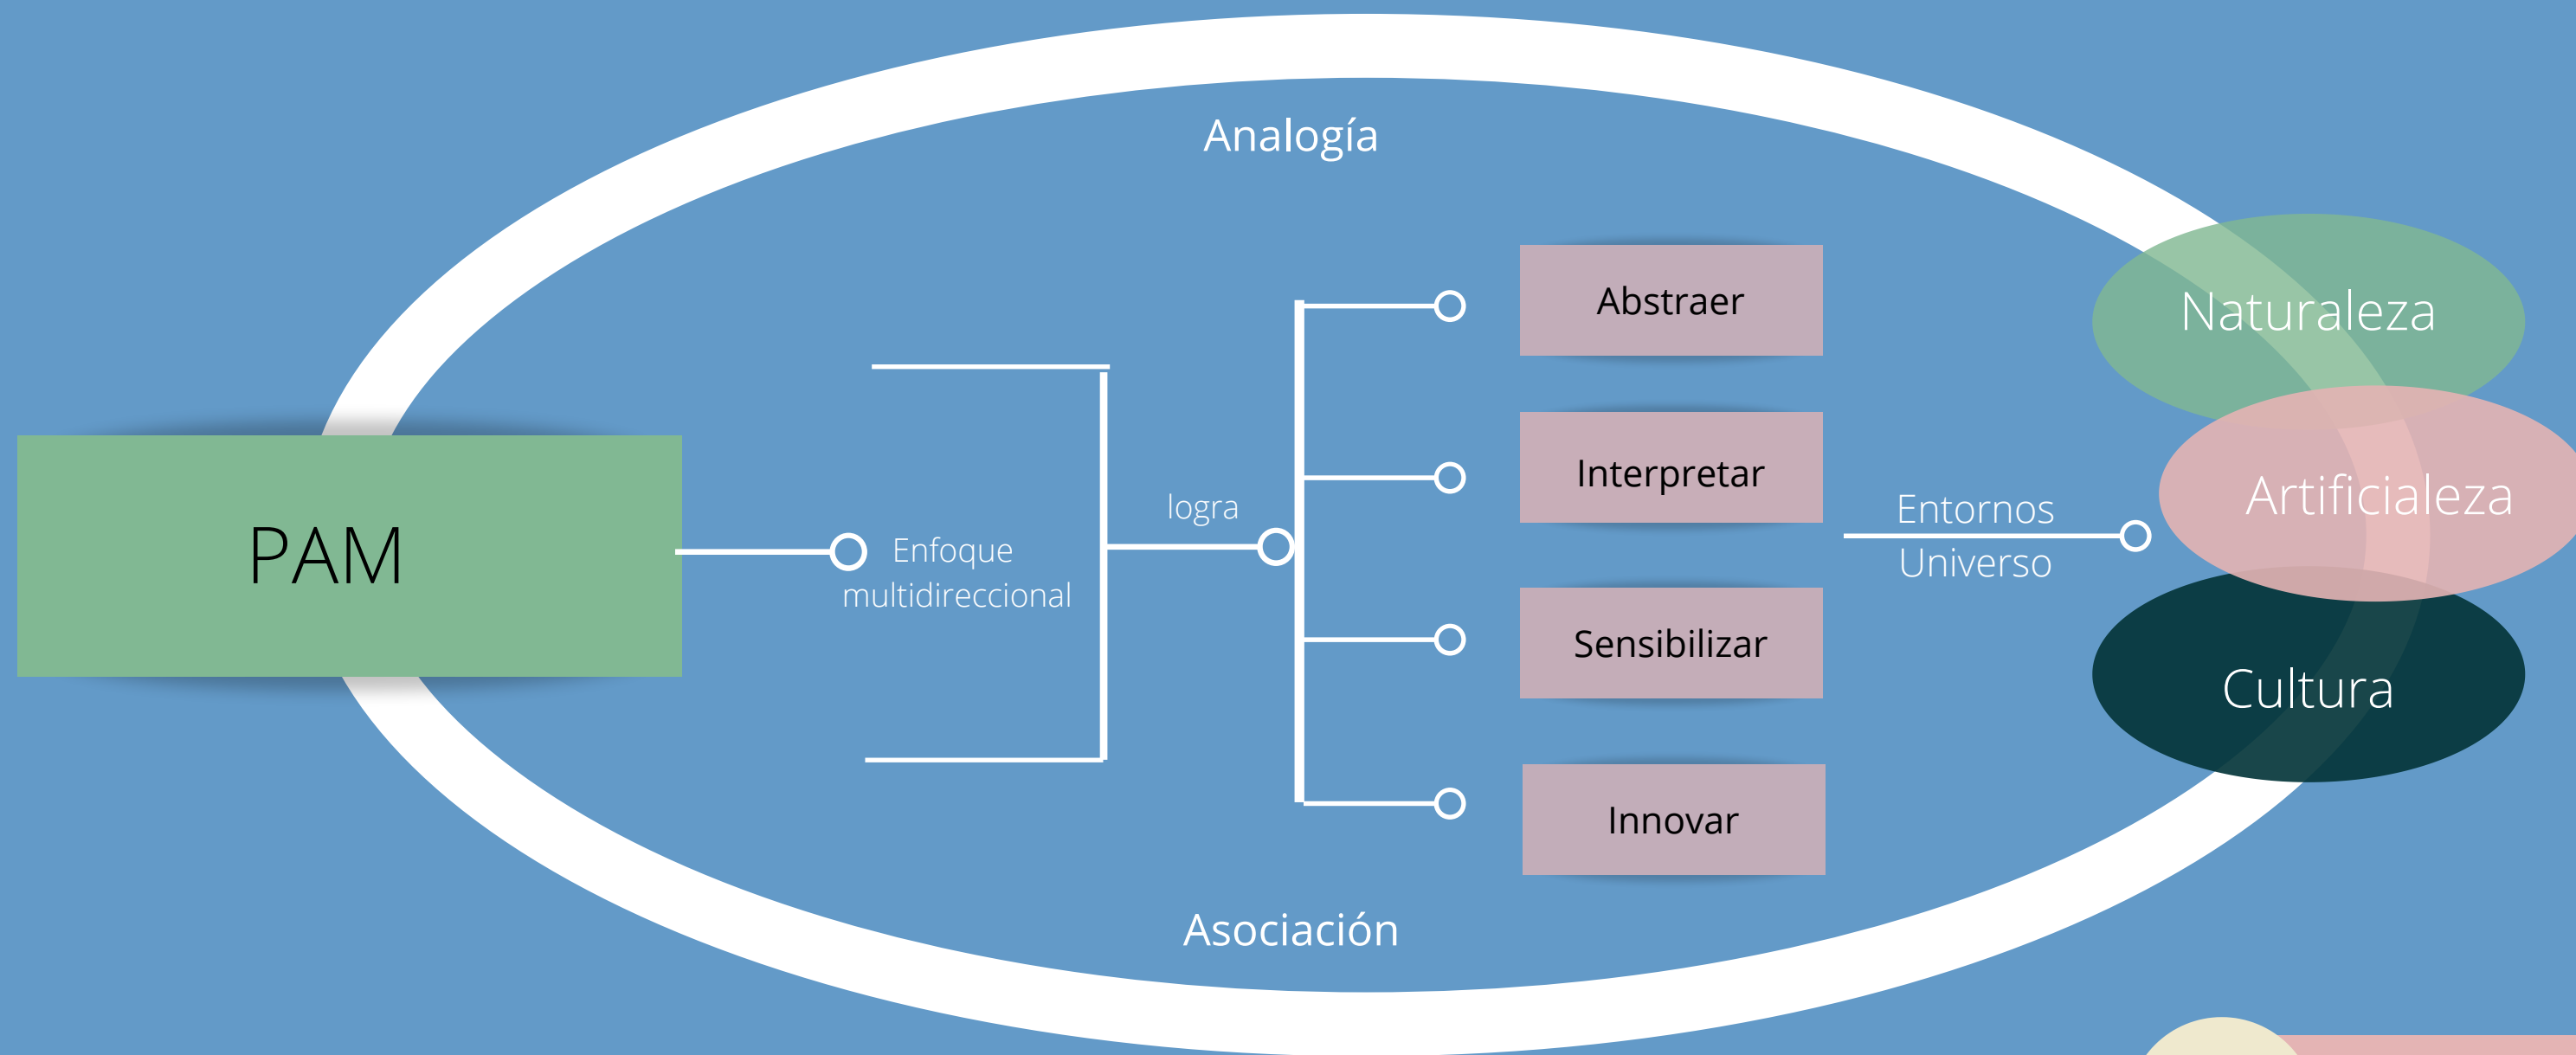 Analogía
PAM
Enfoque
multidireccional
logra
Abstraer
Interpretar
Sensibilizar
Innovar
Entornos
Universo
Naturaleza
Artificialeza
Cultura
Asociación